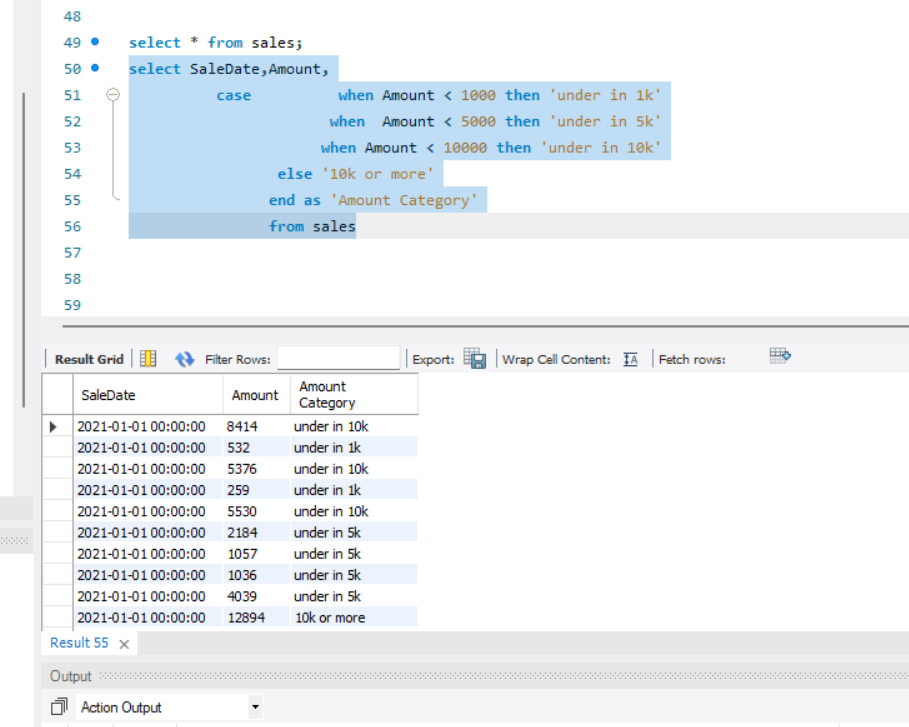 48
49 select * from sales;
50 select SaleDate,Amount,
51 case when Amount < 1000 then 'under in 1k'
52 when Amount < 5000 then 'under in 5k'
53 when Amount < 10000 then 'under in 10k'
54 else '10k or more'
55 end as 'Amount Category'
56 from sales
57
58
59
Result Grid Filter Rows: Export: Wrap Cell Content: IA Fetch rows:
SaleDate Amount Amount Category
2021-01-01 00:00:00 8414 under in 10k
2021-01-01 00:00:00 532 under in 1k
2021-01-01 00:00:00 5376 under in 10k
2021-01-01 00:00:00 259 under in 1k
2021-01-01 00:00:00 5530 under in 10k
2021-01-01 00:00:00 2184 under in 5k
2021-01-01 00:00:00 1057 under in 5k
2021-01-01 00:00:00 1036 under in 5k
2021-01-01 00:00:00 4039 under in 5k
2021-01-01 00:00:00 12894 10k or more
Result 55
Output
Action Output